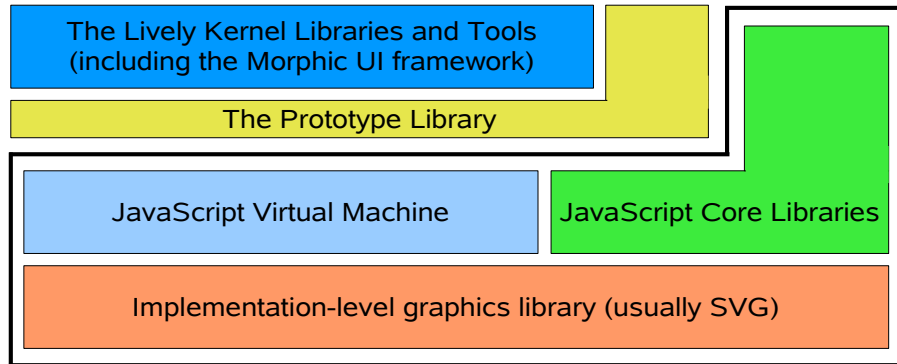 The Lively Kernel Libraries and Tools
(including the Morphic UI framework)
The Prototype Library
JavaScript Virtual Machine
JavaScript Core Libraries
Implementation-level graphics library (usually SVG)